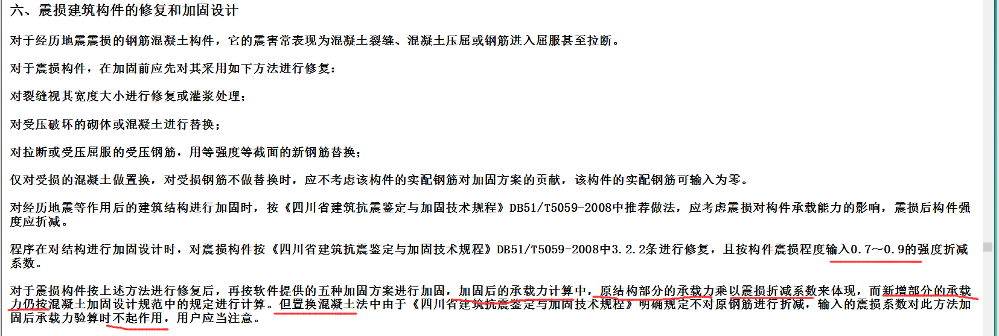 六、震损建筑构件的修复和加固设计
对于经历地震震损的钢筋混凝土构件，它的震害常表现为混凝土裂缝、混凝土压屈或钢筋进入屈服甚至拉断。
对于震损构件，在加固前应先对其采用如下方法进行修复：
对裂缝视其宽度大小进行修复或灌浆处理；
对受压破坏的砌体或混凝土进行替换；
对拉断或受压屈服的受压钢筋，用等强度等截面的新钢筋替换；
仅对受损的混凝土做置换，对受损钢筋不做替换时，应不考虑该构件的实配钢筋对加固方案的贡献，该构件的实配钢筋可输入为零。
对经历地震等作用后的建筑结构进行加固时，按《四川省建筑抗震鉴定与加固技术规程》DB51/T5059-2008中推荐做法，应考虑震损对构件承载能力的影响，震损后构件强
度应折减。
程序在对结构进行加固设计时，对震损构件按《四川省建筑抗震鉴定与加固技术规程》DB51/T5059-2008中3.2.2条进行修复，且按构件震损程度输入0.7～0.9的强度折减
系数。
对于震损构件按上述方法进行修复后，再按软件提供的五种加固方案进行加固，加固后的承载力计算中，原结构部分的承载力乘以震损折减系数来体现，而新增部分的承载
力仍按混凝土加固设计规范中的规定进行计算。但置换混凝土法中由于《四川省建筑抗震鉴定与加固技术规程》明确规定不对原钢筋进行折减，输入的震损系数对此方法加
固后承载力验算时不起作用，用户应当注意。